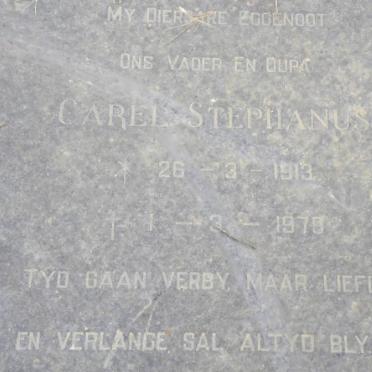 My Dierbare Eggenoot
Ons Vader En Oupa
Carel Stephanus
* 26 - 3 - 1913
† 1 - 3 - 1978
TYD GAAN VERBY, MAAR LIEF
EN VERLANGE SAL ALTYD BLY